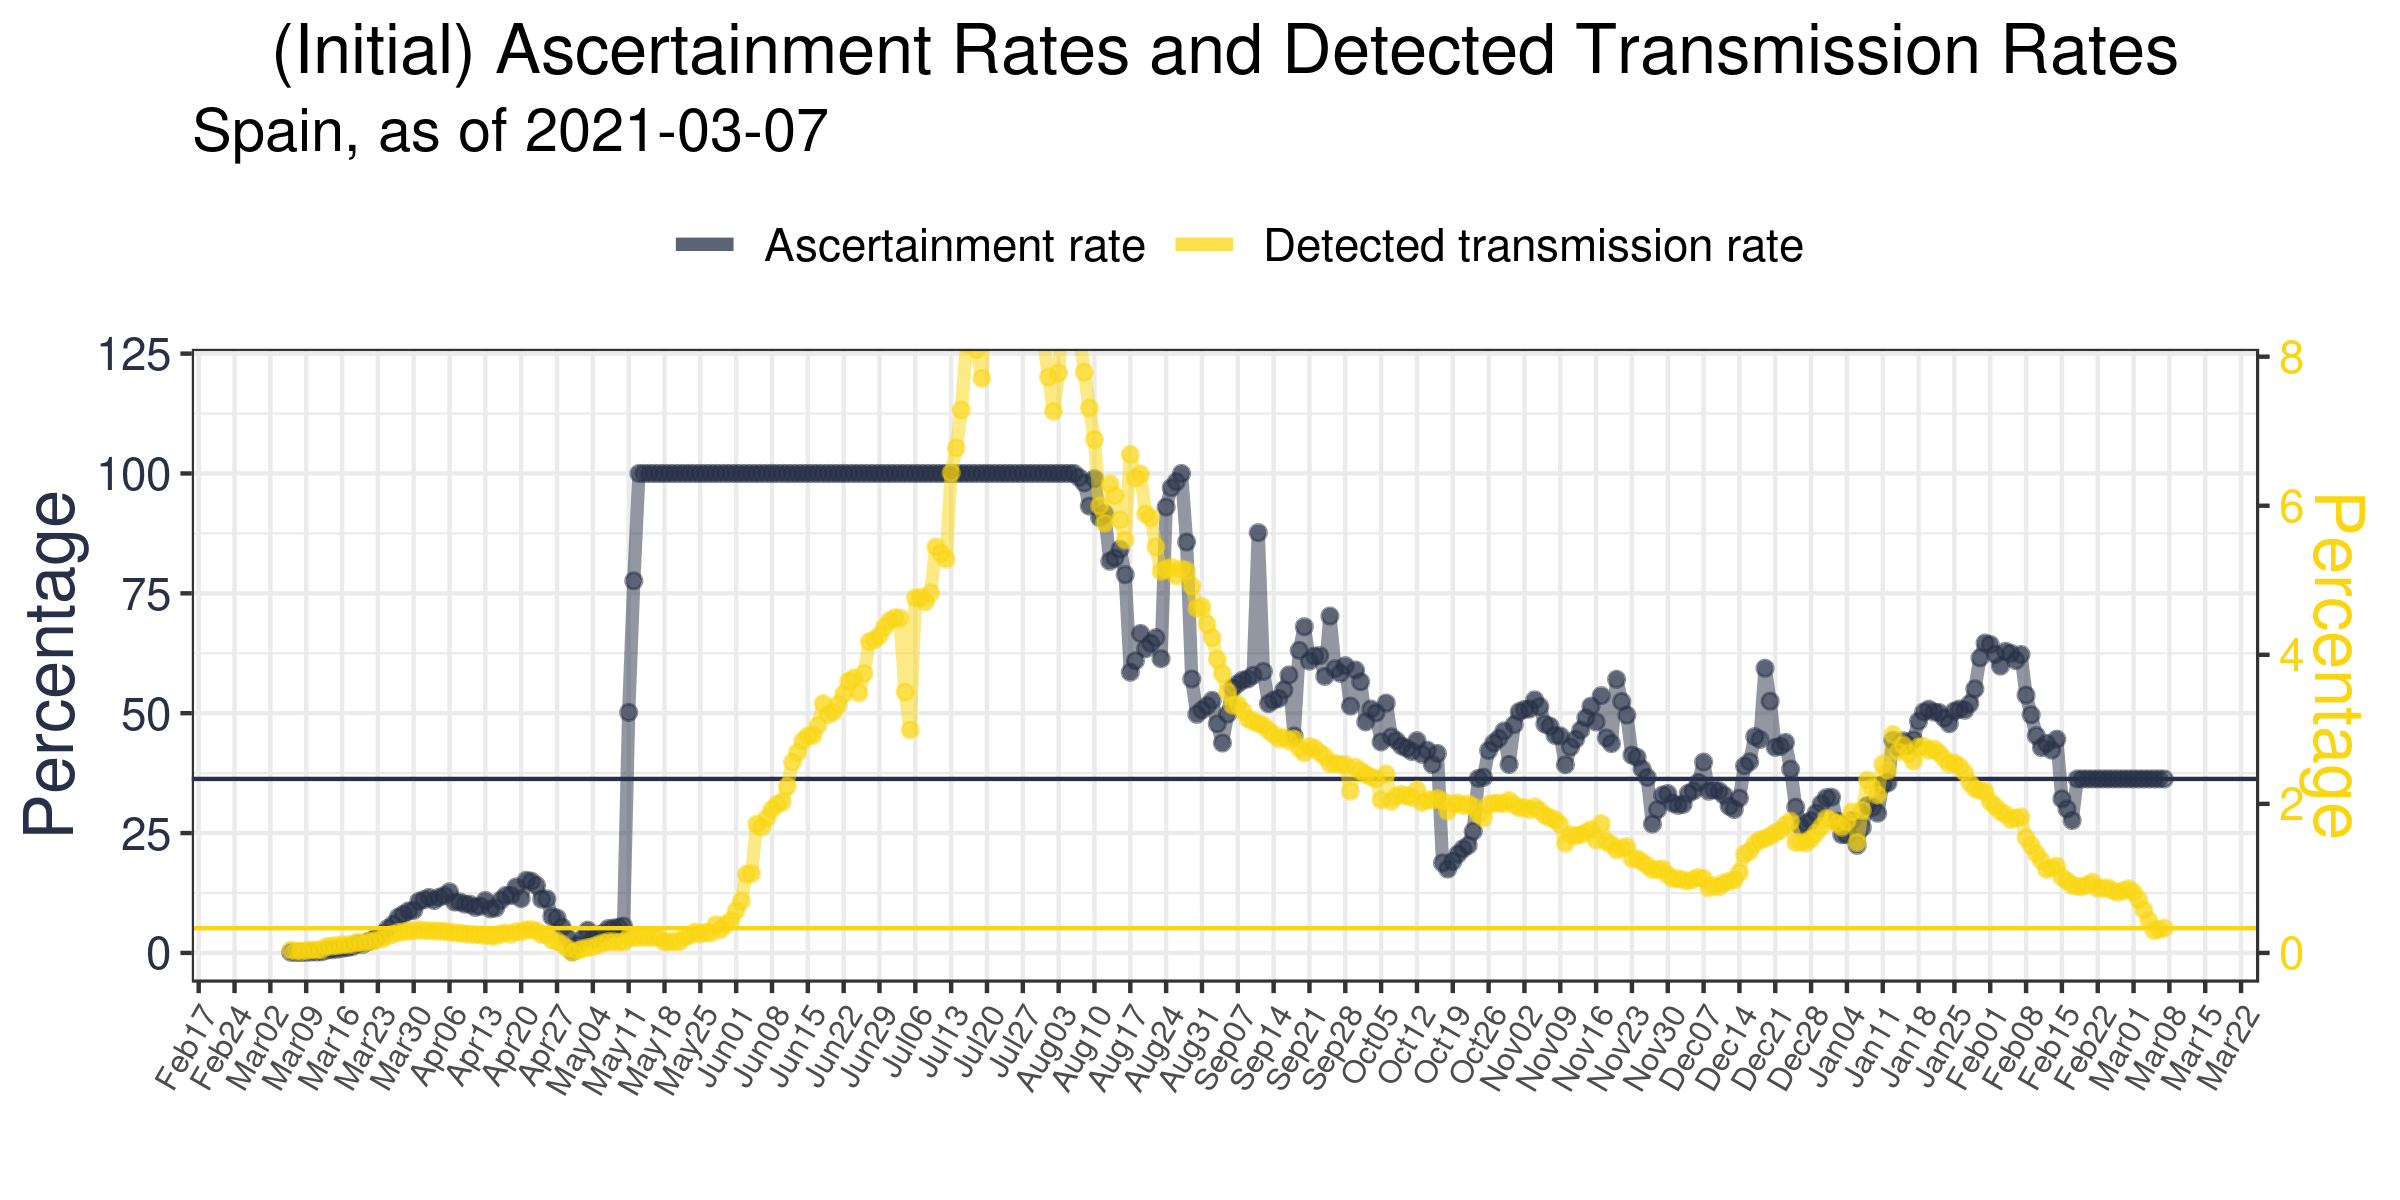 (Initial) Ascertainment Rates and Detected Transmission Rates
Spain, as of 2021-03-07
Ascertainment rate Detected transmission rate
125
100
75
50
25
0
Percentage
8
6
4
2
0
Percentage
Feb17 Feb24 Mar02 Mar09 Mar16 Mar23 Mar30 Apr06 Apr13 Apr20 Apr27 May04 May11 May18 May25 Jun01 Jun08 Jun15 Jun22 Jun29 Jul06 Jul13 Jul20 Jul27 Aug03 Aug10 Aug17 Aug24 Aug31 Sep07 Sep14 Sep21 Sep28 Oct05 Oct12 Oct19 Oct26 Nov02 Nov09 Nov16 Nov23 Nov30 Dec07 Dec14 Dec21 Dec28 Jan04 Jan11 Jan18 Jan25 Feb01 Feb08 Feb15 Feb22 Mar01 Mar08 Mar15 Mar22